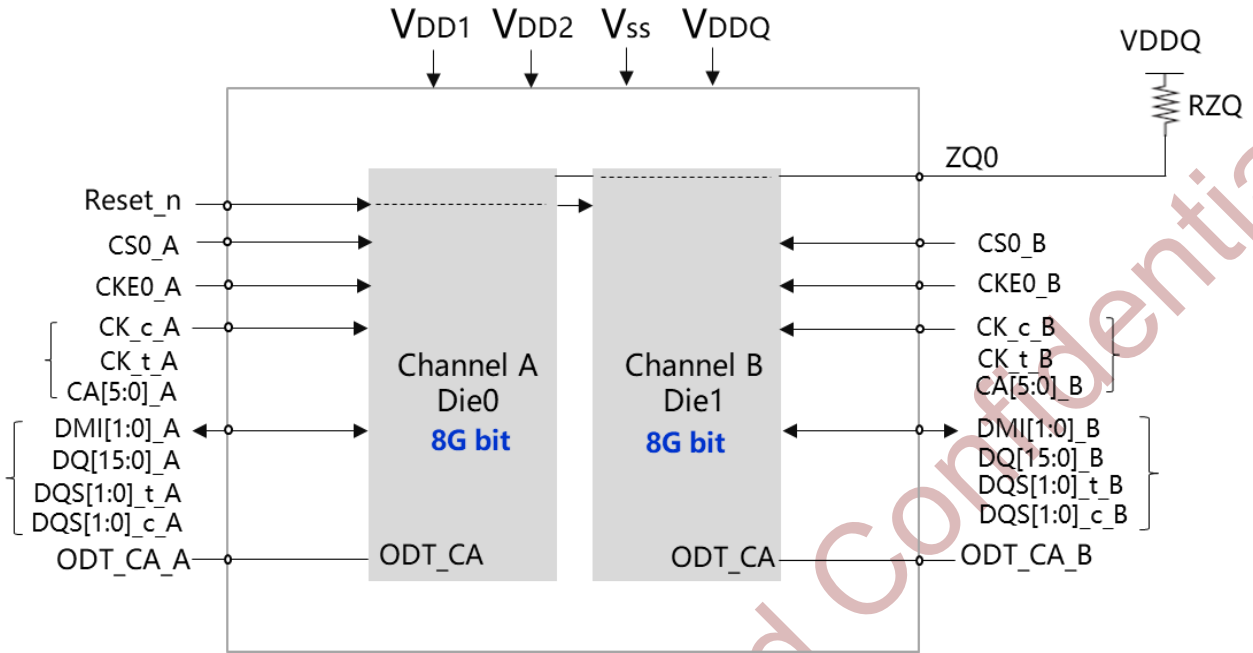 VDD1 VDD2 Vss VDDQ
VDDQ
RZQ
ZQ0
Reset_n
CS0_A
CKE0_A
CK_c_A
CK_t_A
CA[5:0]_A
DMI[1:0]_A
DQ[15:0]_A
DQS[1:0]_t_A
DQS[1:0]_c_A
ODT_CA_A
Channel A
Die0
8G bit
ODT_CA
Channel B
Die1
8G bit
ODT_CA
CS0_B
CKE0_B
CK_c_B
CK_t_B
CA[5:0]_B
DMI[1:0]_B
DQ[15:0]_B
DQS[1:0]_t_B
DQS[1:0]_c_B
ODT_CA_B